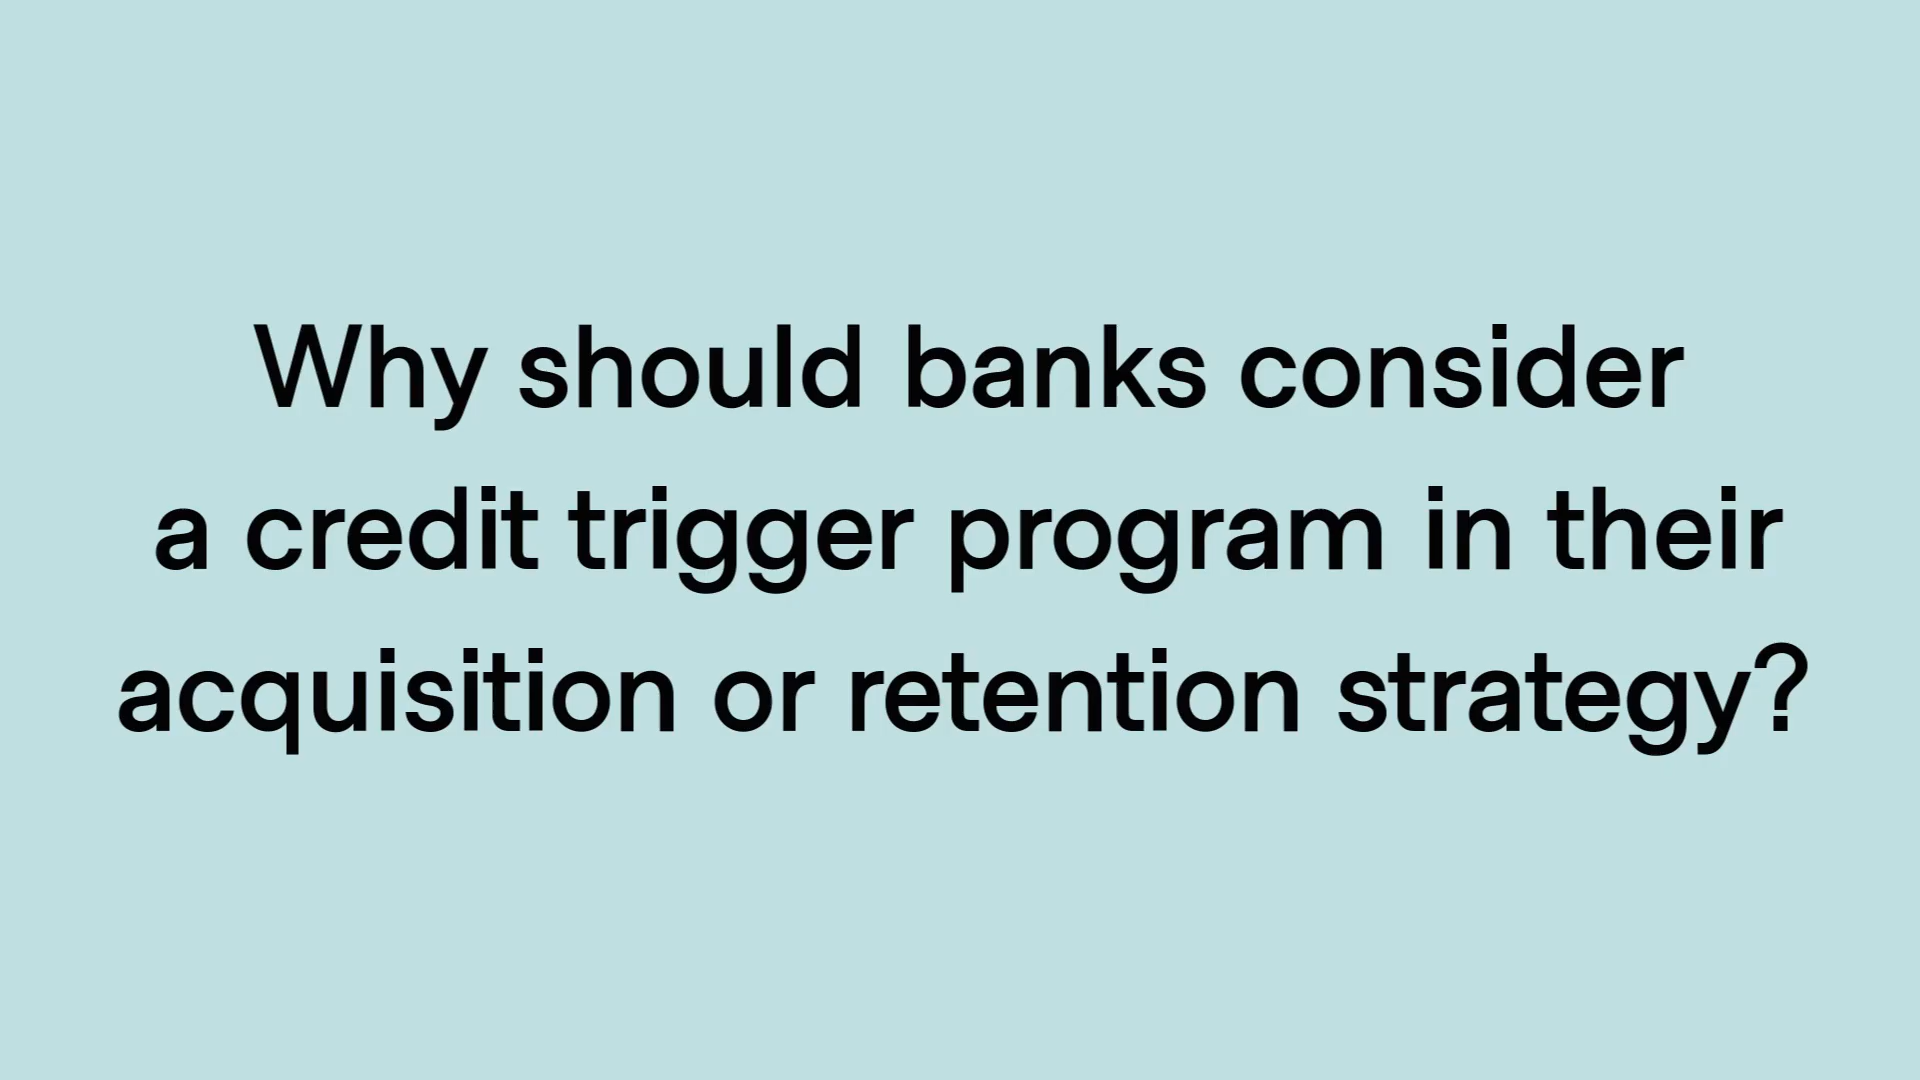 Why should banks consider
a credit trigger program in their
acquisition or retention strategy?